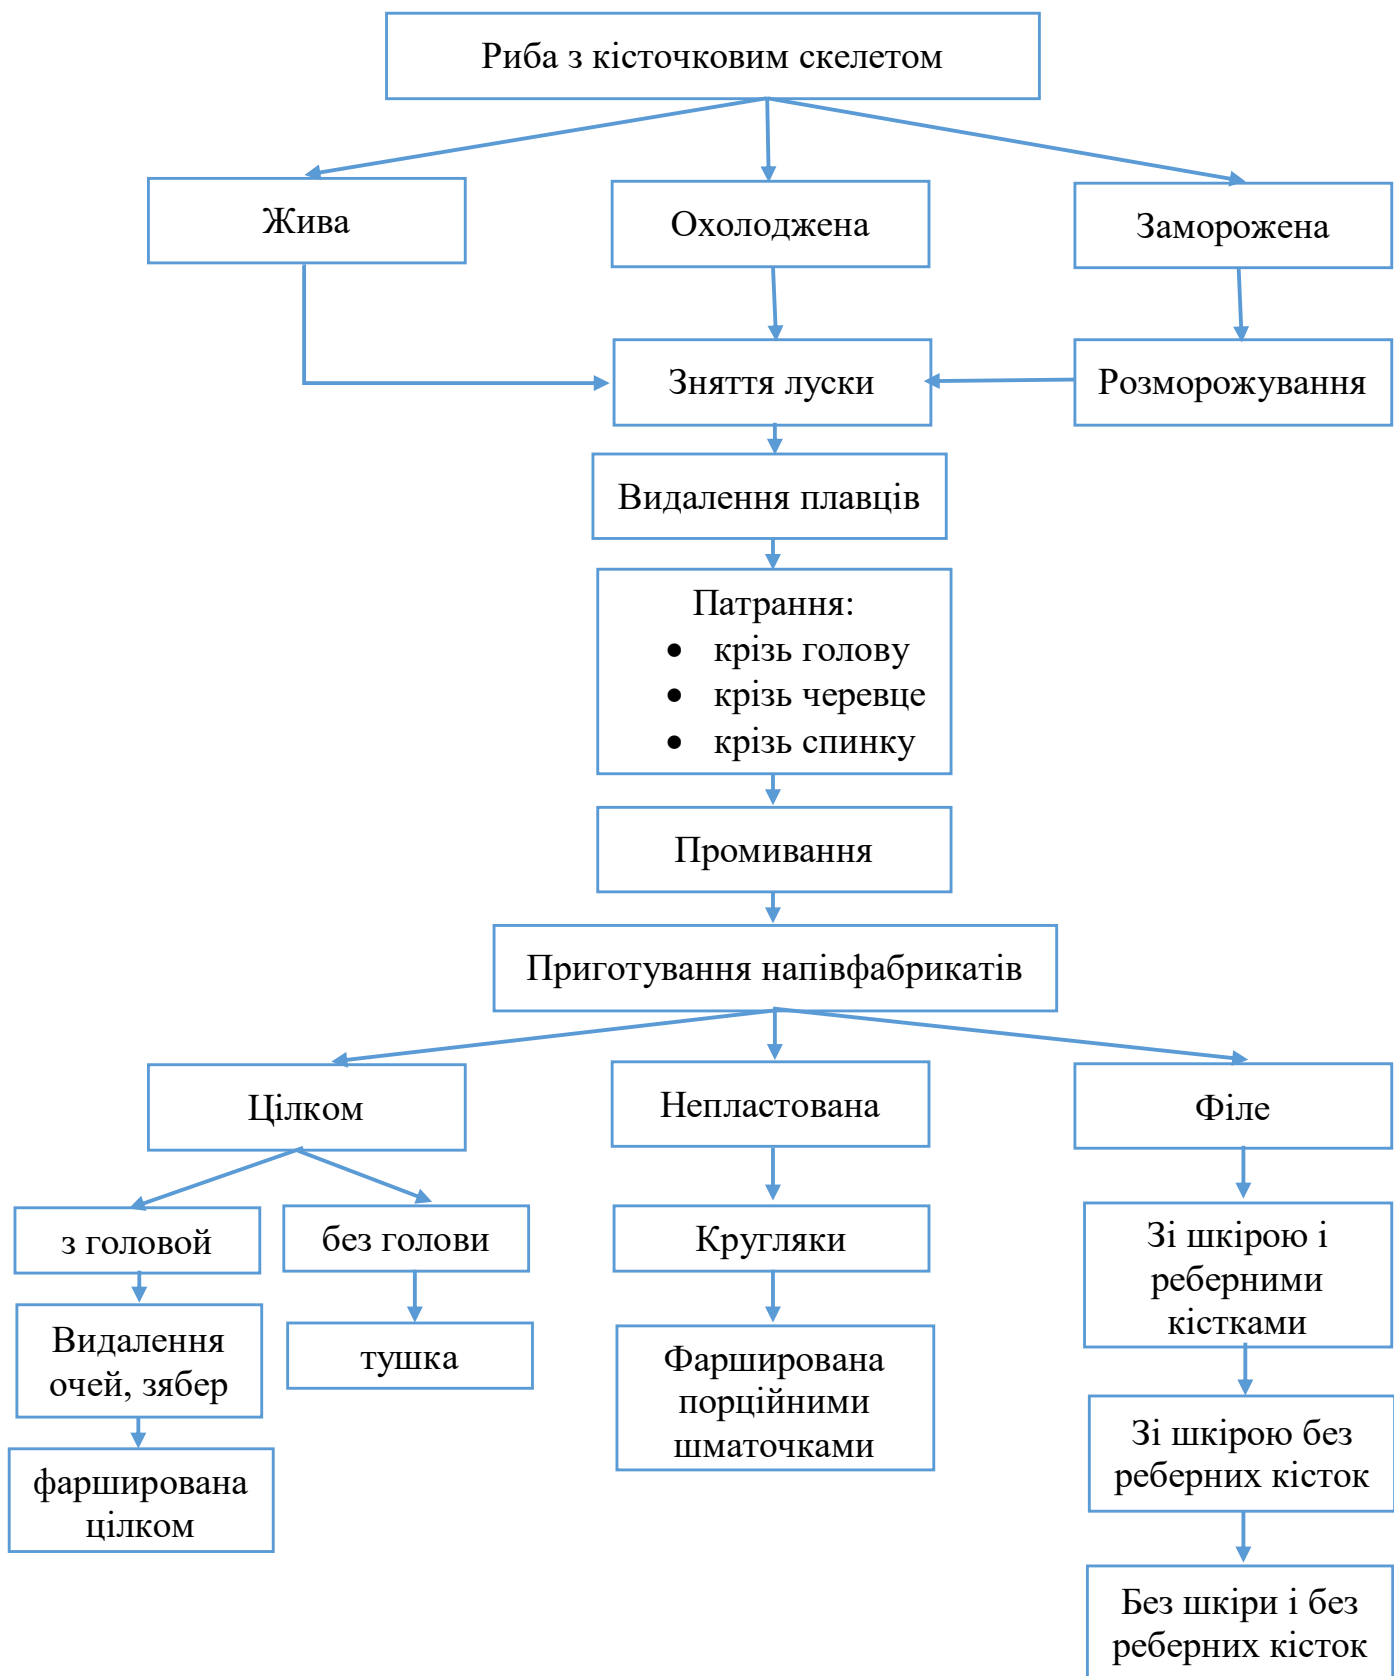 Риба з кісточковим скелетом
Жива
Охолоджена
Заморожена
Зняття луски
Розморожування
Видалення плавців
Патрання:
• крізь голову
• крізь черевце
• крізь спинку
Промивання
Приготування напівфабрикатів
Цілком
Непластована
Філе
з головой
без голови
Кругляки
Зі шкірою і
реберними
кістками
Видалення
очей, зябер
тушка
Фарширована
порційними
шматочками
Зі шкірою без
реберних кісток
фарширована
цілком
Без шкіри і без
реберних кісток